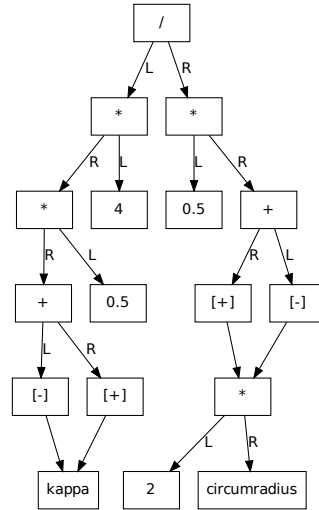 /
L R
* *
R L L R
* 4 0.5 +
R L R L
+ 0.5 [+] [-]
L R
[-] [+] *
L R
kappa 2 circumradius